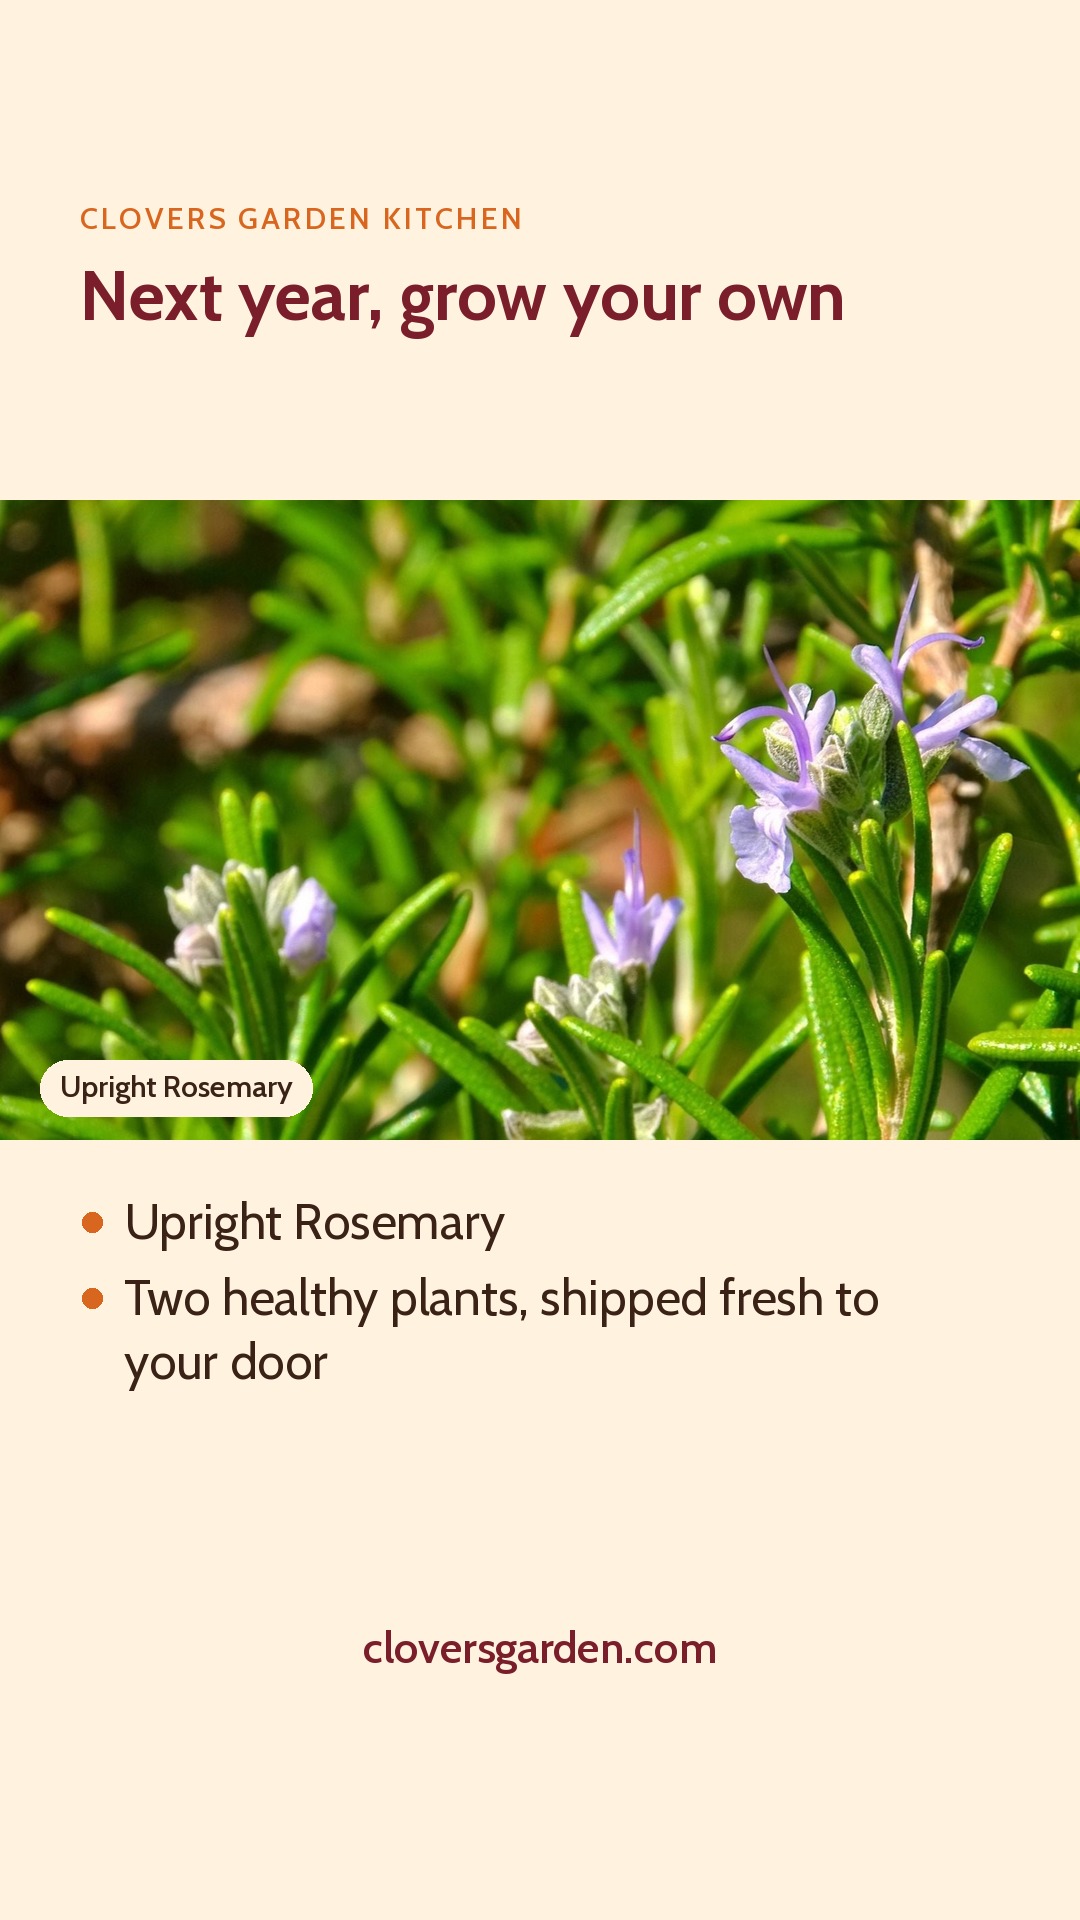 CLOVERS GARDEN KITCHEN
Next year, grow your own
Upright Rosemary
Upright Rosemary
Two healthy plants, shipped fresh to
your door
cloversgarden.com